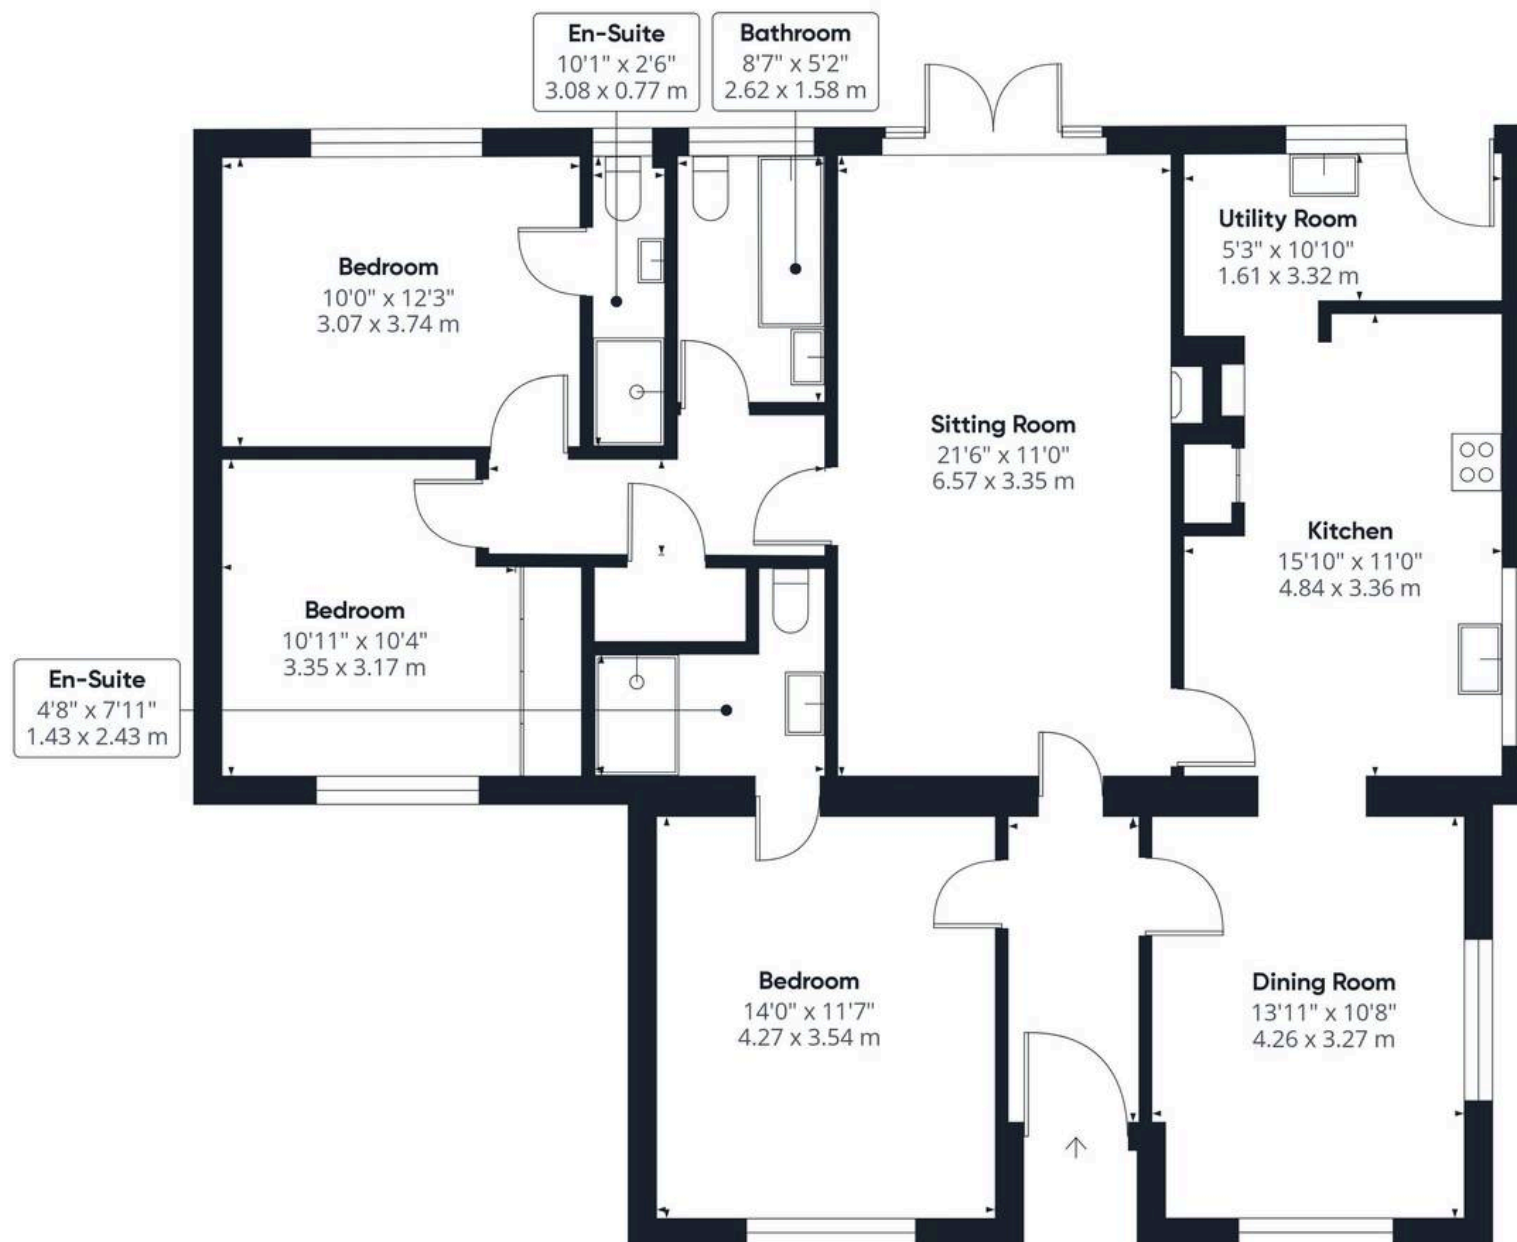 En-Suite
10'1" x 2'6"
3.08 x 0.77 m
Bathroom
8'7" x 5'2"
2.62 x 1.58 m
Utility Room
5'3" x 10'10"
1.61 x 3.32 m
Bedroom
10'0" x 12'3"
3.07 x 3.74 m
Sitting Room
21'6" x 11'0"
6.57 x 3.35 m
Kitchen
15'10" x 11'0"
4.84 x 3.36 m
Bedroom
10'11" x 10'4"
3.35 x 3.17 m
En-Suite
4'8" x 7'11"
1.43 x 2.43 m
Bedroom
14'0" x 11'7"
4.27 x 3.54 m
Dining Room
13'11" x 10'8"
4.26 x 3.27 m